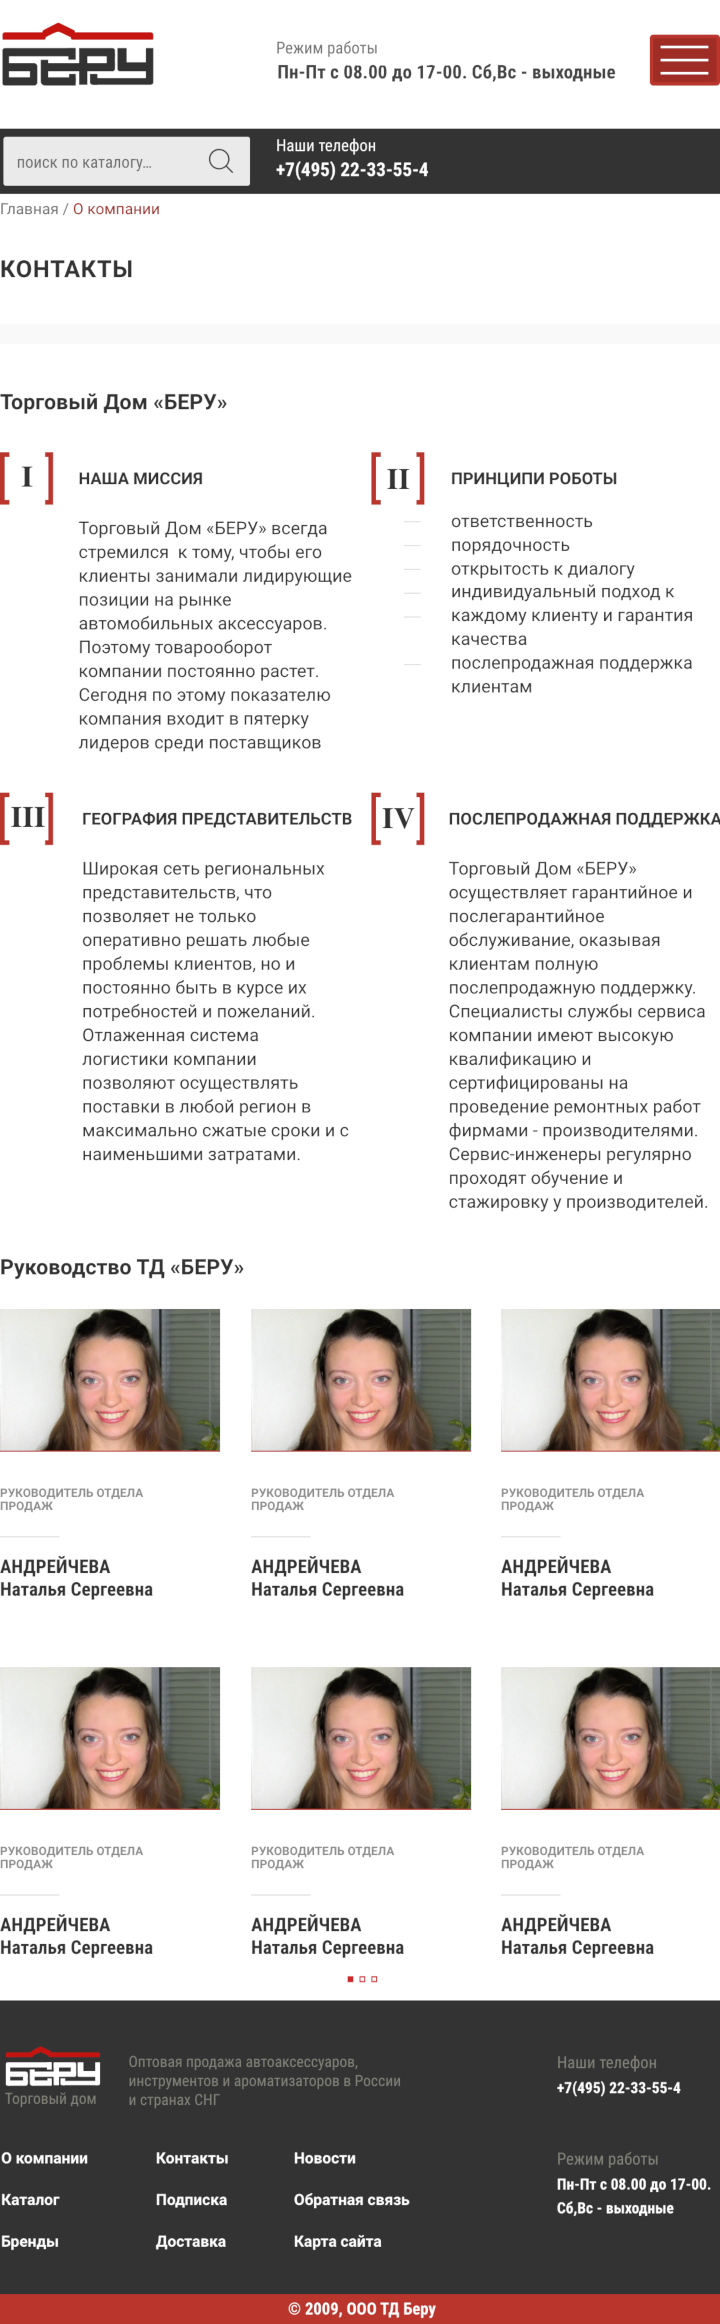 БЕРУ
Режим работы
Пн-Пт с 08.00 до 17-00. Сб,Вс - выходные
поиск по каталогу...
Наши телефон
+7(495) 22-33-55-4
Главная / О компании
КОНТАКТЫ
Торговый Дом «БЕРУ»
I
НАША МИССИЯ
Торговый Дом «БЕРУ» всегда
стремился к тому, чтобы его
клиенты занимали лидирующие
позиции на рынке
автомобильных аксессуаров.
Поэтому товарооборот
компании постоянно растет.
Сегодня по этому показателю
компания входит в пятерку
лидеров среди поставщиков
II
ПРИНЦИПИ РОБОТЫ
ответственность
порядочность
открытость к диалогу
индивидуальный подход к
каждому клиенту и гарантия
качества
послепродажная поддержка
клиентам
III
ГЕОГРАФИЯ ПРЕДСТАВИТЕЛЬСТВ
Широкая сеть региональных
представительств, что
позволяет не только
оперативно решать любые
проблемы клиентов, но и
постоянно быть в курсе их
потребностей и пожеланий.
Отлаженная система
логистики компании
позволяют осуществлять
поставки в любой регион в
максимально сжатые сроки и с
наименьшими затратами.
IV
ПОСЛЕПРОДАЖНАЯ ПОДДЕРЖКА
Торговый Дом «БЕРУ»
осуществляет гарантийное и
послегарантийное
обслуживание, оказывая
клиентам полную
послепродажную поддержку.
Специалисты службы сервиса
компании имеют высокую
квалификацию и
сертифицированы на
проведение ремонтных работ
фирмами - производителями.
Сервис-инженеры регулярно
проходят обучение и
стажировку у производителей.
Руководство ТД «БЕРУ»
РУКОВОДИТЕЛЬ ОТДЕЛА
ПРОДАЖ
АНДРЕЙЧЕВА
Наталья Сергеевна
РУКОВОДИТЕЛЬ ОТДЕЛА
ПРОДАЖ
АНДРЕЙЧЕВА
Наталья Сергеевна
РУКОВОДИТЕЛЬ ОТДЕЛА
ПРОДАЖ
АНДРЕЙЧЕВА
Наталья Сергеевна
РУКОВОДИТЕЛЬ ОТДЕЛА
ПРОДАЖ
АНДРЕЙЧЕВА
Наталья Сергеевна
РУКОВОДИТЕЛЬ ОТДЕЛА
ПРОДАЖ
АНДРЕЙЧЕВА
Наталья Сергеевна
РУКОВОДИТЕЛЬ ОТДЕЛА
ПРОДАЖ
АНДРЕЙЧЕВА
Наталья Сергеевна
БЕРУ
Торговый дом
Оптовая продажа автоаксессуаров,
инструментов и ароматизаторов в России
и странах СНГ
Наши телефон
+7(495) 22-33-55-4
О компании
Каталог
Бренды
Контакты
Подписка
Доставка
Новости
Обратная связь
Карта сайта
Режим работы
Пн-Пт с 08.00 до 17-00.
Сб,Вс - выходные
© 2009, ООО ТД Беру